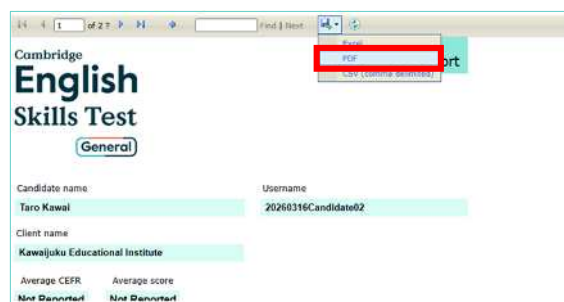 1 of 2 ? Find | Next
Excel
PDF
CSV (comma delimited)
ort
Cambridge
English
Skills Test
General
Candidate name Username
Taro Kawai 20260316Candidate02
Client name
Kawaijuku Educational Institute
Average CEFR Average score
Not Reported Not Reported